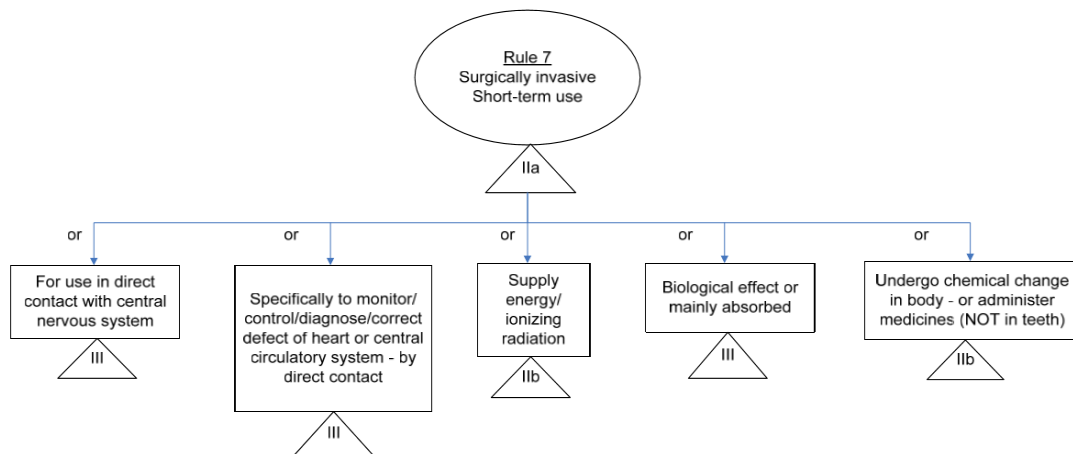 Rule 7
Surgically invasive
Short-term use
IIa
or
or
or
or
or
For use in direct
contact with central
nervous system
III
Specifically to monitor/
control/diagnose/correct
defect of heart or central
circulatory system - by
direct contact
III
Supply
energy/
ionizing
radiation
IIb
Biological effect or
mainly absorbed
III
Undergo chemical change
in body - or administer
medicines (NOT in teeth)
IIb